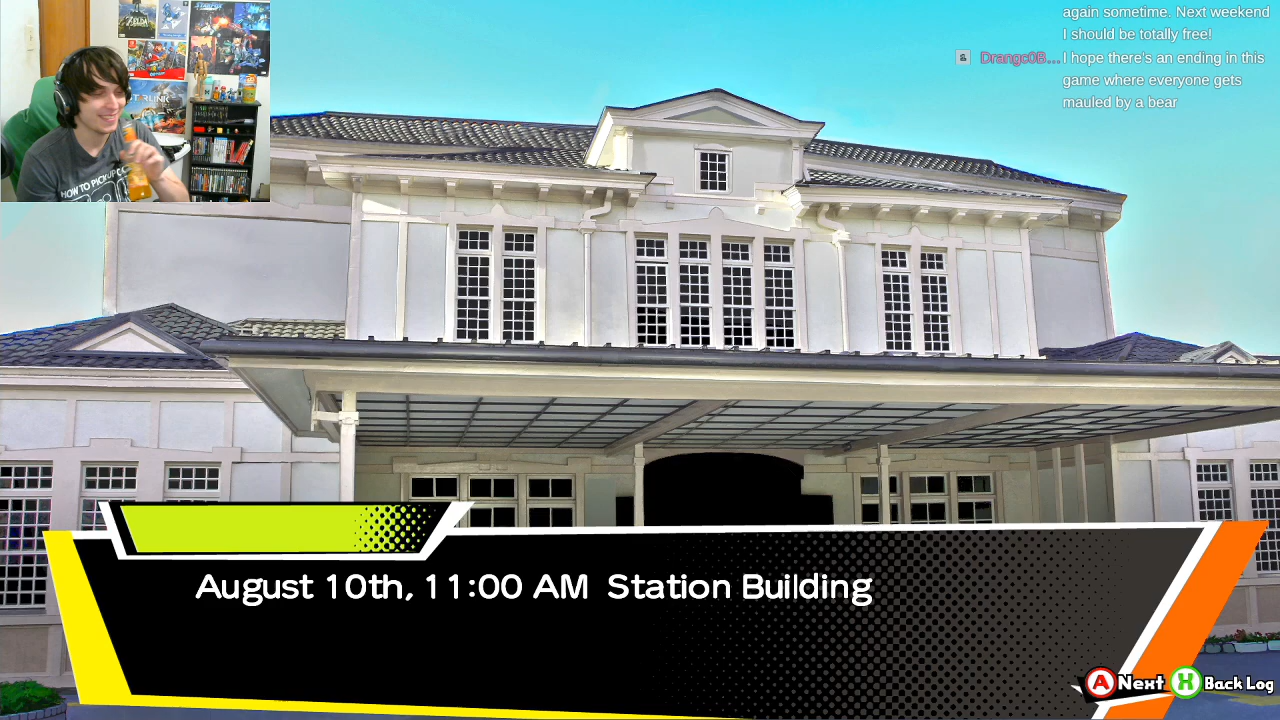 again sometime. Next weekend
I should be totally free!
I hope there's an ending in this
game where everyone gets
mauled by a bear
HOW TO PICK UP
August 10th, 11:00 AM Station Building
A Next X Back Log